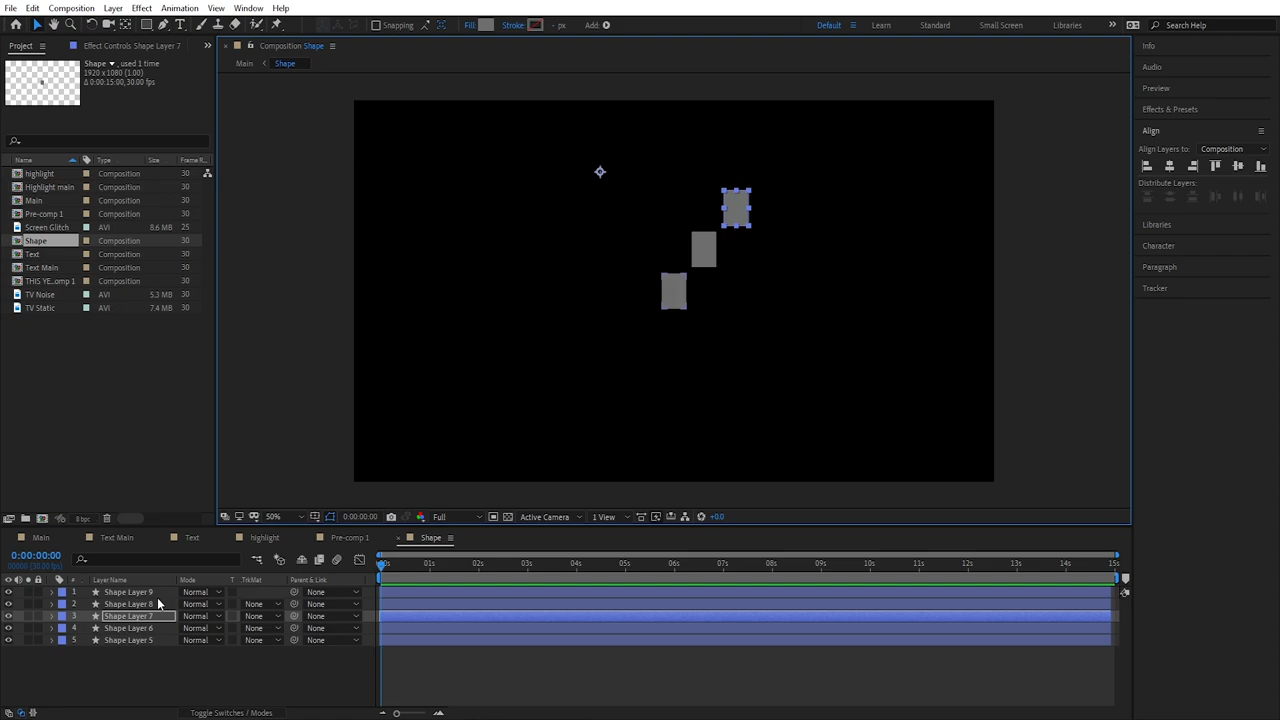 File Edit Composition Layer Effect Animation View Window Help
Snapping Fill: Stroke: - px Add: Default Learn Standard Small Screen Libraries Search Help
Project Effect Controls Shape Layer 7 Composition Shape Info
Main Shape
Shape , used 1 time
1920 x 1080 (1.00)
Δ 0:00:15:00, 30.00 fps
Audio
Preview
Effects & Presets
Align
Align Layers to: Composition
Distribute Layers:
Libraries
Character
Paragraph
Tracker
Name Type Size Frame R...
highlight Composition 30
Highlight main Composition 30
Main Composition 30
Pre-comp 1 Composition 30
Screen Glitch AVI 8.6 MB 25
Shape Composition 30
Text Composition 30
Text Main Composition 30
THIS YE...omp 1 Composition 30
TV Noise AVI 5.3 MB 30
TV Static AVI 7.4 MB 30
8 bpc
50% 0:00:00:00 Full Active Camera 1 View +0.0
Main Text Main Text highlight Pre-comp 1 Shape
0:00:00:00
00000 (30.00 fps)
# Layer Name Mode T .TrkMat Parent & Link
:00s 01s 02s 03s 04s 05s 06s 07s 08s 09s 10s 11s 12s 13s 14s 15s
1 Shape Layer 9 Normal None
2 Shape Layer 8 Normal None None
3 Shape Layer 7 Normal None None
4 Shape Layer 6 Normal None None
5 Shape Layer 5 Normal None None
Toggle Switches / Modes